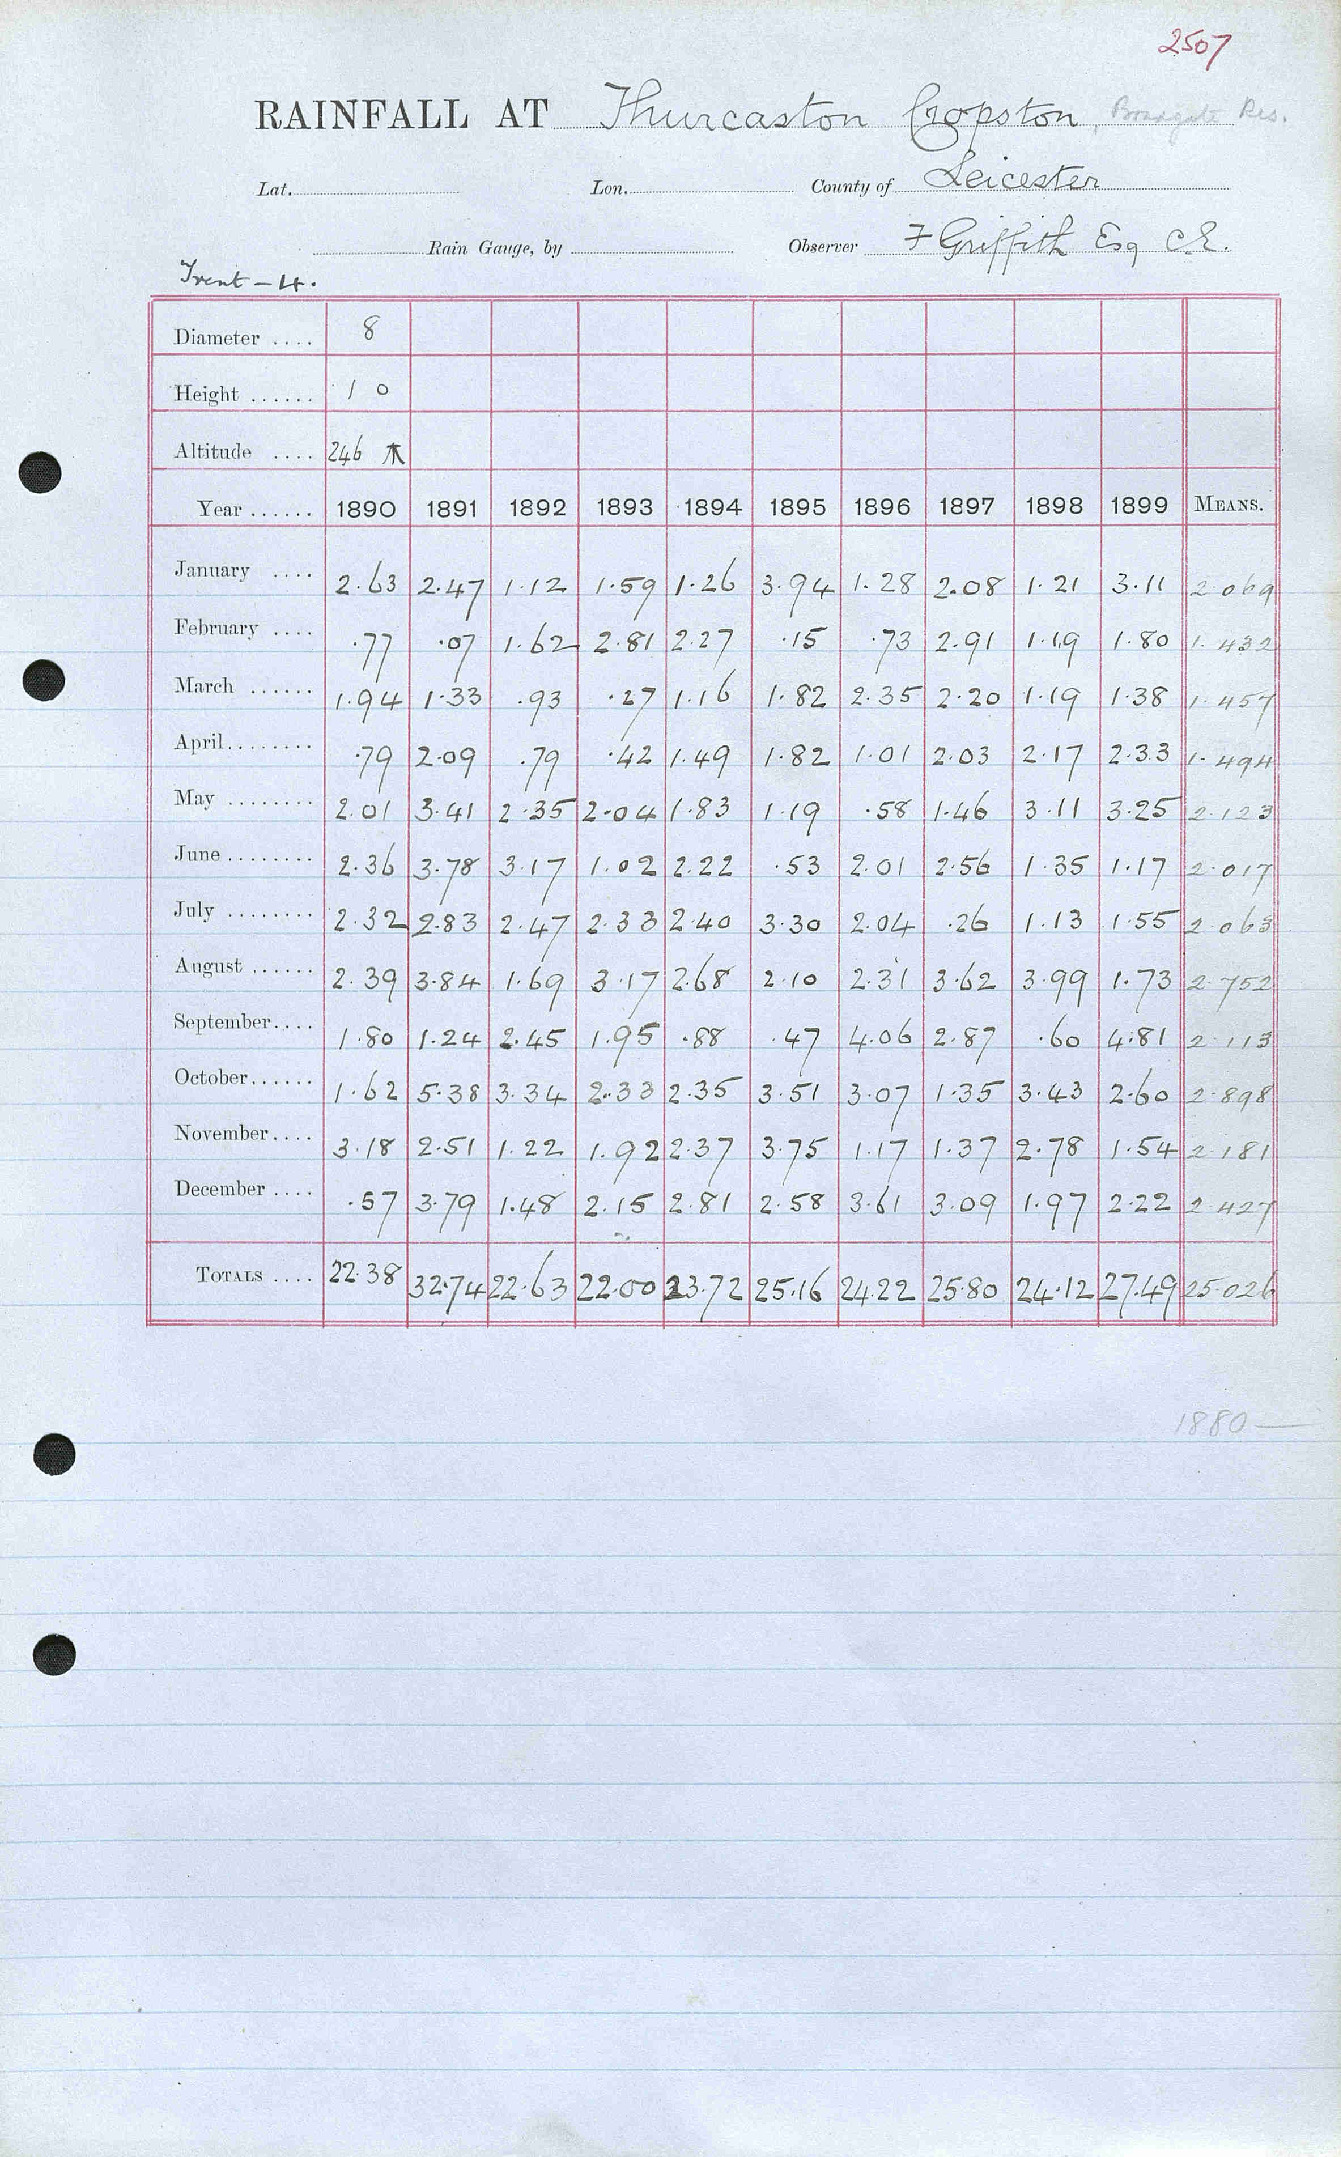 2507
RAINFALL AT Thurcaston Cropston, Bradgate Res.
Lat. Lon. County of Leicester
Rain Gauge, by Observer F Griffith Esq C.E.
Trent - 4.
Diameter .... 8
Height ...... 1 0
Altitude .... 246
Year ...... 1890 1891 1892 1893 1894 1895 1896 1897 1898 1899 MEANS.
January .... 2.63 2.47 1.12 1.59 1.26 3.94 1.28 2.08 1.21 3.11 2.069
February .... .77 .07 1.62 2.81 2.27 .15 .73 2.91 1.19 1.80 1.432
March ...... 1.94 1.33 .93 .27 1.16 1.82 2.35 2.20 1.19 1.38 1.457
April........ .79 2.09 .79 .42 1.49 1.82 1.01 2.03 2.17 2.33 1.494
May ........ 2.01 3.41 2.35 2.04 1.83 1.19 .58 1.46 3.11 3.25 2.123
June ........ 2.36 3.78 3.17 1.02 2.22 .53 2.01 2.56 1.35 1.17 2.017
July ........ 2.32 2.83 2.47 2.33 2.40 3.30 2.04 .26 1.13 1.55 2.063
August ...... 2.39 3.84 1.69 3.17 2.68 2.10 2.31 3.62 3.99 1.73 2.752
September.... 1.80 1.24 2.45 1.95 .88 .47 4.06 2.87 .60 4.81 2.113
October...... 1.62 5.38 3.34 2.33 2.35 3.51 3.07 1.35 3.43 2.60 2.898
November.... 3.18 2.51 1.22 1.92 2.37 3.75 1.17 1.37 2.78 1.54 2.181
December .... .57 3.79 1.48 2.15 2.81 2.58 3.61 3.09 1.97 2.22 2.427
TOTALS .... 22.38 32.74 22.63 22.00 23.72 25.16 24.22 25.80 24.12 27.49 25.026
1880—